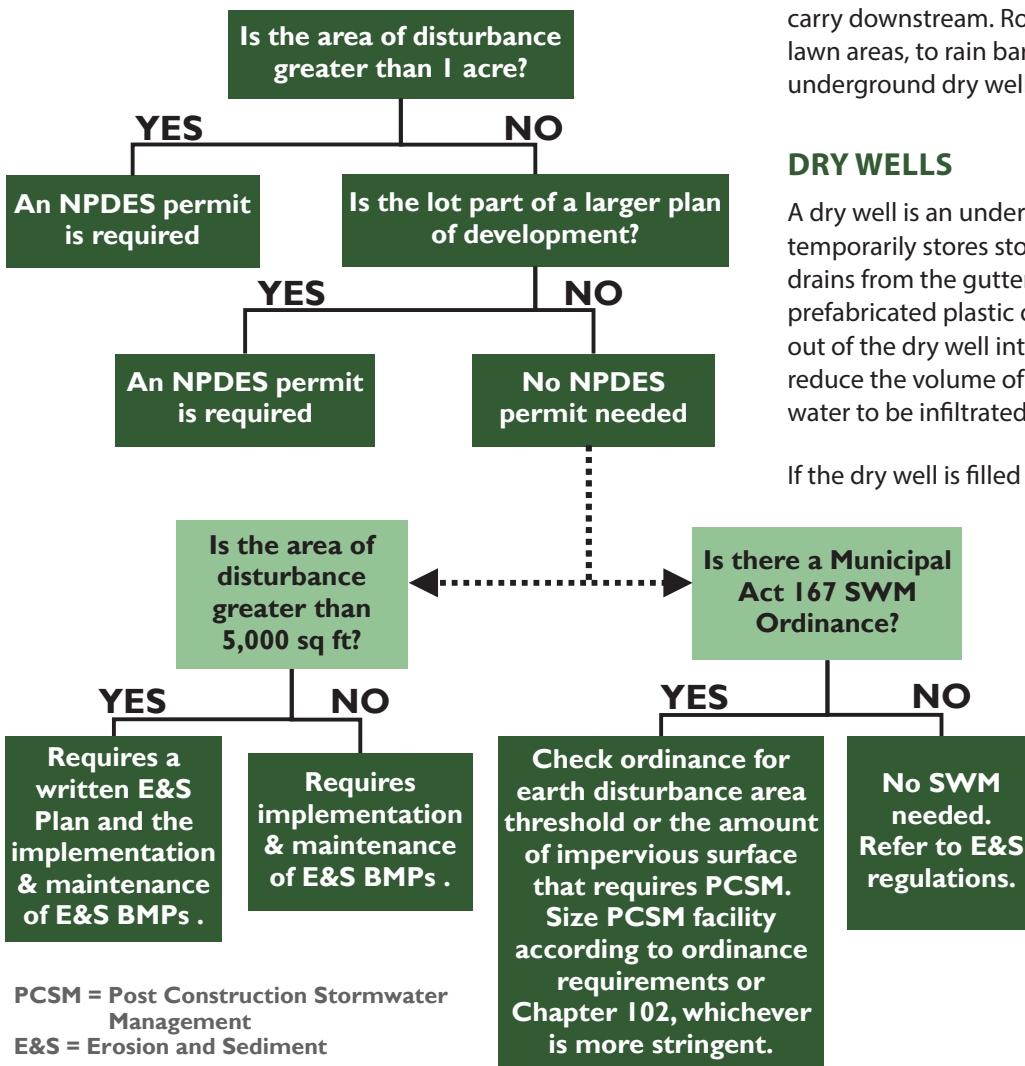 Is the area of disturbance
greater than 1 acre?
YES
NO
An NPDES permit
is required
Is the lot part of a larger plan
of development?
YES
NO
An NPDES permit
is required
No NPDES
permit needed
Is the area of
disturbance
greater than
5,000 sq ft?
YES
NO
Requires a
written E&S
Plan and the
implementation
& maintenance
of E&S BMPs .
Requires
implementation
& maintenance
of E&S BMPs .
Is there a Municipal
Act 167 SWM
Ordinance?
YES
NO
Check ordinance for
earth disturbance area
threshold or the amount
of impervious surface
that requires PCSM.
Size PCSM facility
according to ordinance
requirements or
Chapter 102, whichever
is more stringent.
No SWM
needed.
Refer to E&S
regulations.
PCSM = Post Construction Stormwater
Management
E&S = Erosion and Sediment
carry downstream.
lawn areas, to rain
underground dry
DRY WELLS
A dry well is an
temporarily stores
drains from the
prefabricated plastic
out of the dry well
reduce the volume of
water to be infiltrated
If the dry well is filled